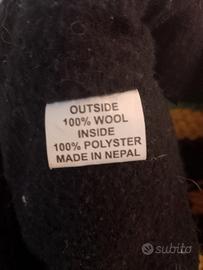 OUTSIDE
100% WOOL
INSIDE
100% POLYSTER
MADE IN NEPAL
subito